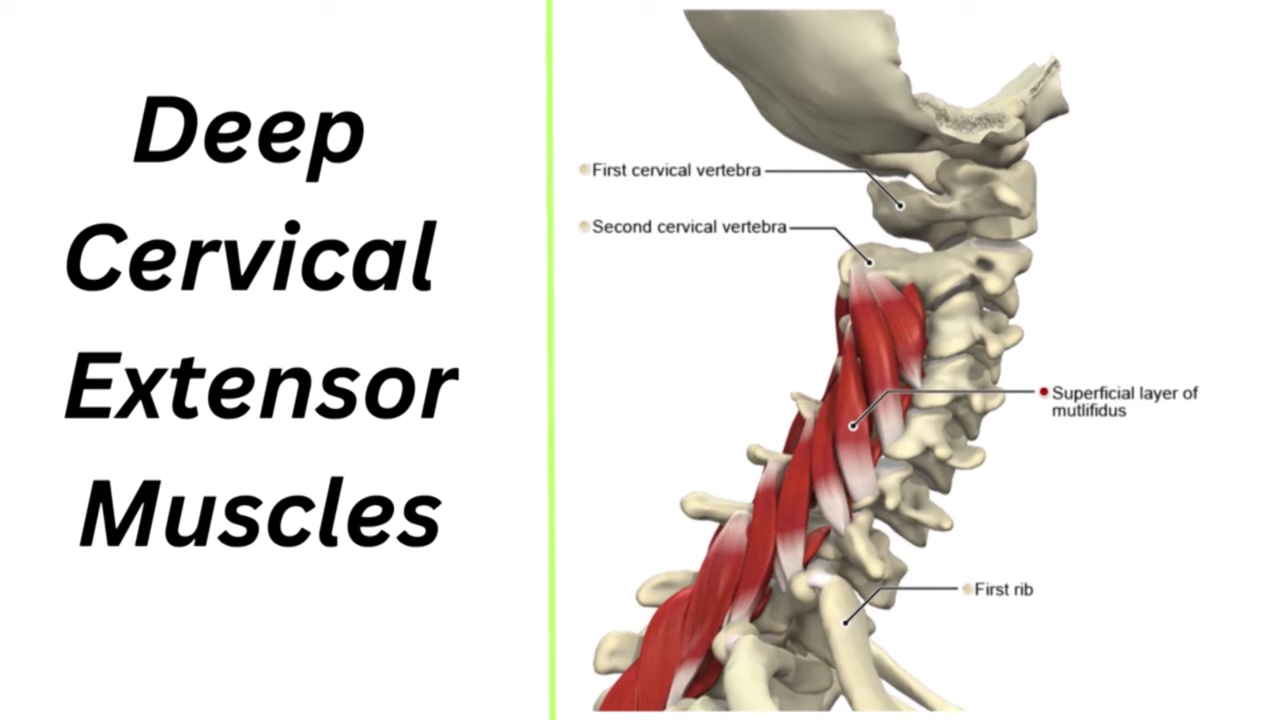 Deep
Cervical
Extensor
Muscles
First cervical vertebra
Second cervical vertebra
Superficial layer of
mutlifidus
First rib